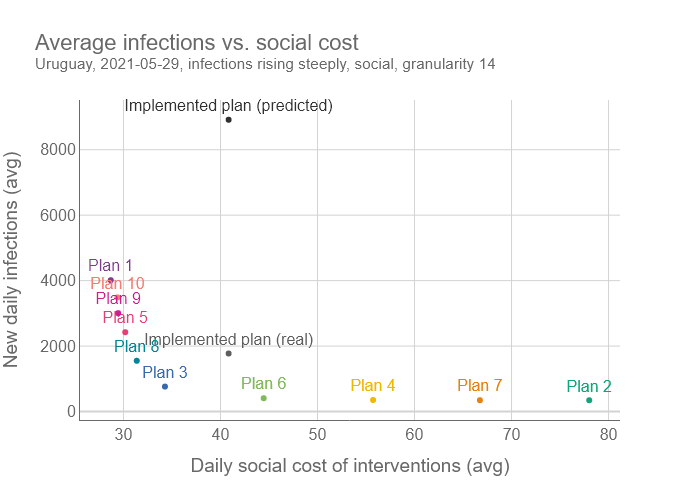 Average infections vs. social cost
Uruguay, 2021-05-29, infections rising steeply, social, granularity 14
Implemented plan (predicted)
8000
6000
Plan 1
4000
Plan 10
Plan 9
Plan 5
Implemented plan (real)
2000
Plan 8
Plan 3
Plan 6
Plan 4
Plan 7
Plan 2
0
30
40
50
60
70
80
Daily social cost of interventions (avg)
New daily infections (avg)